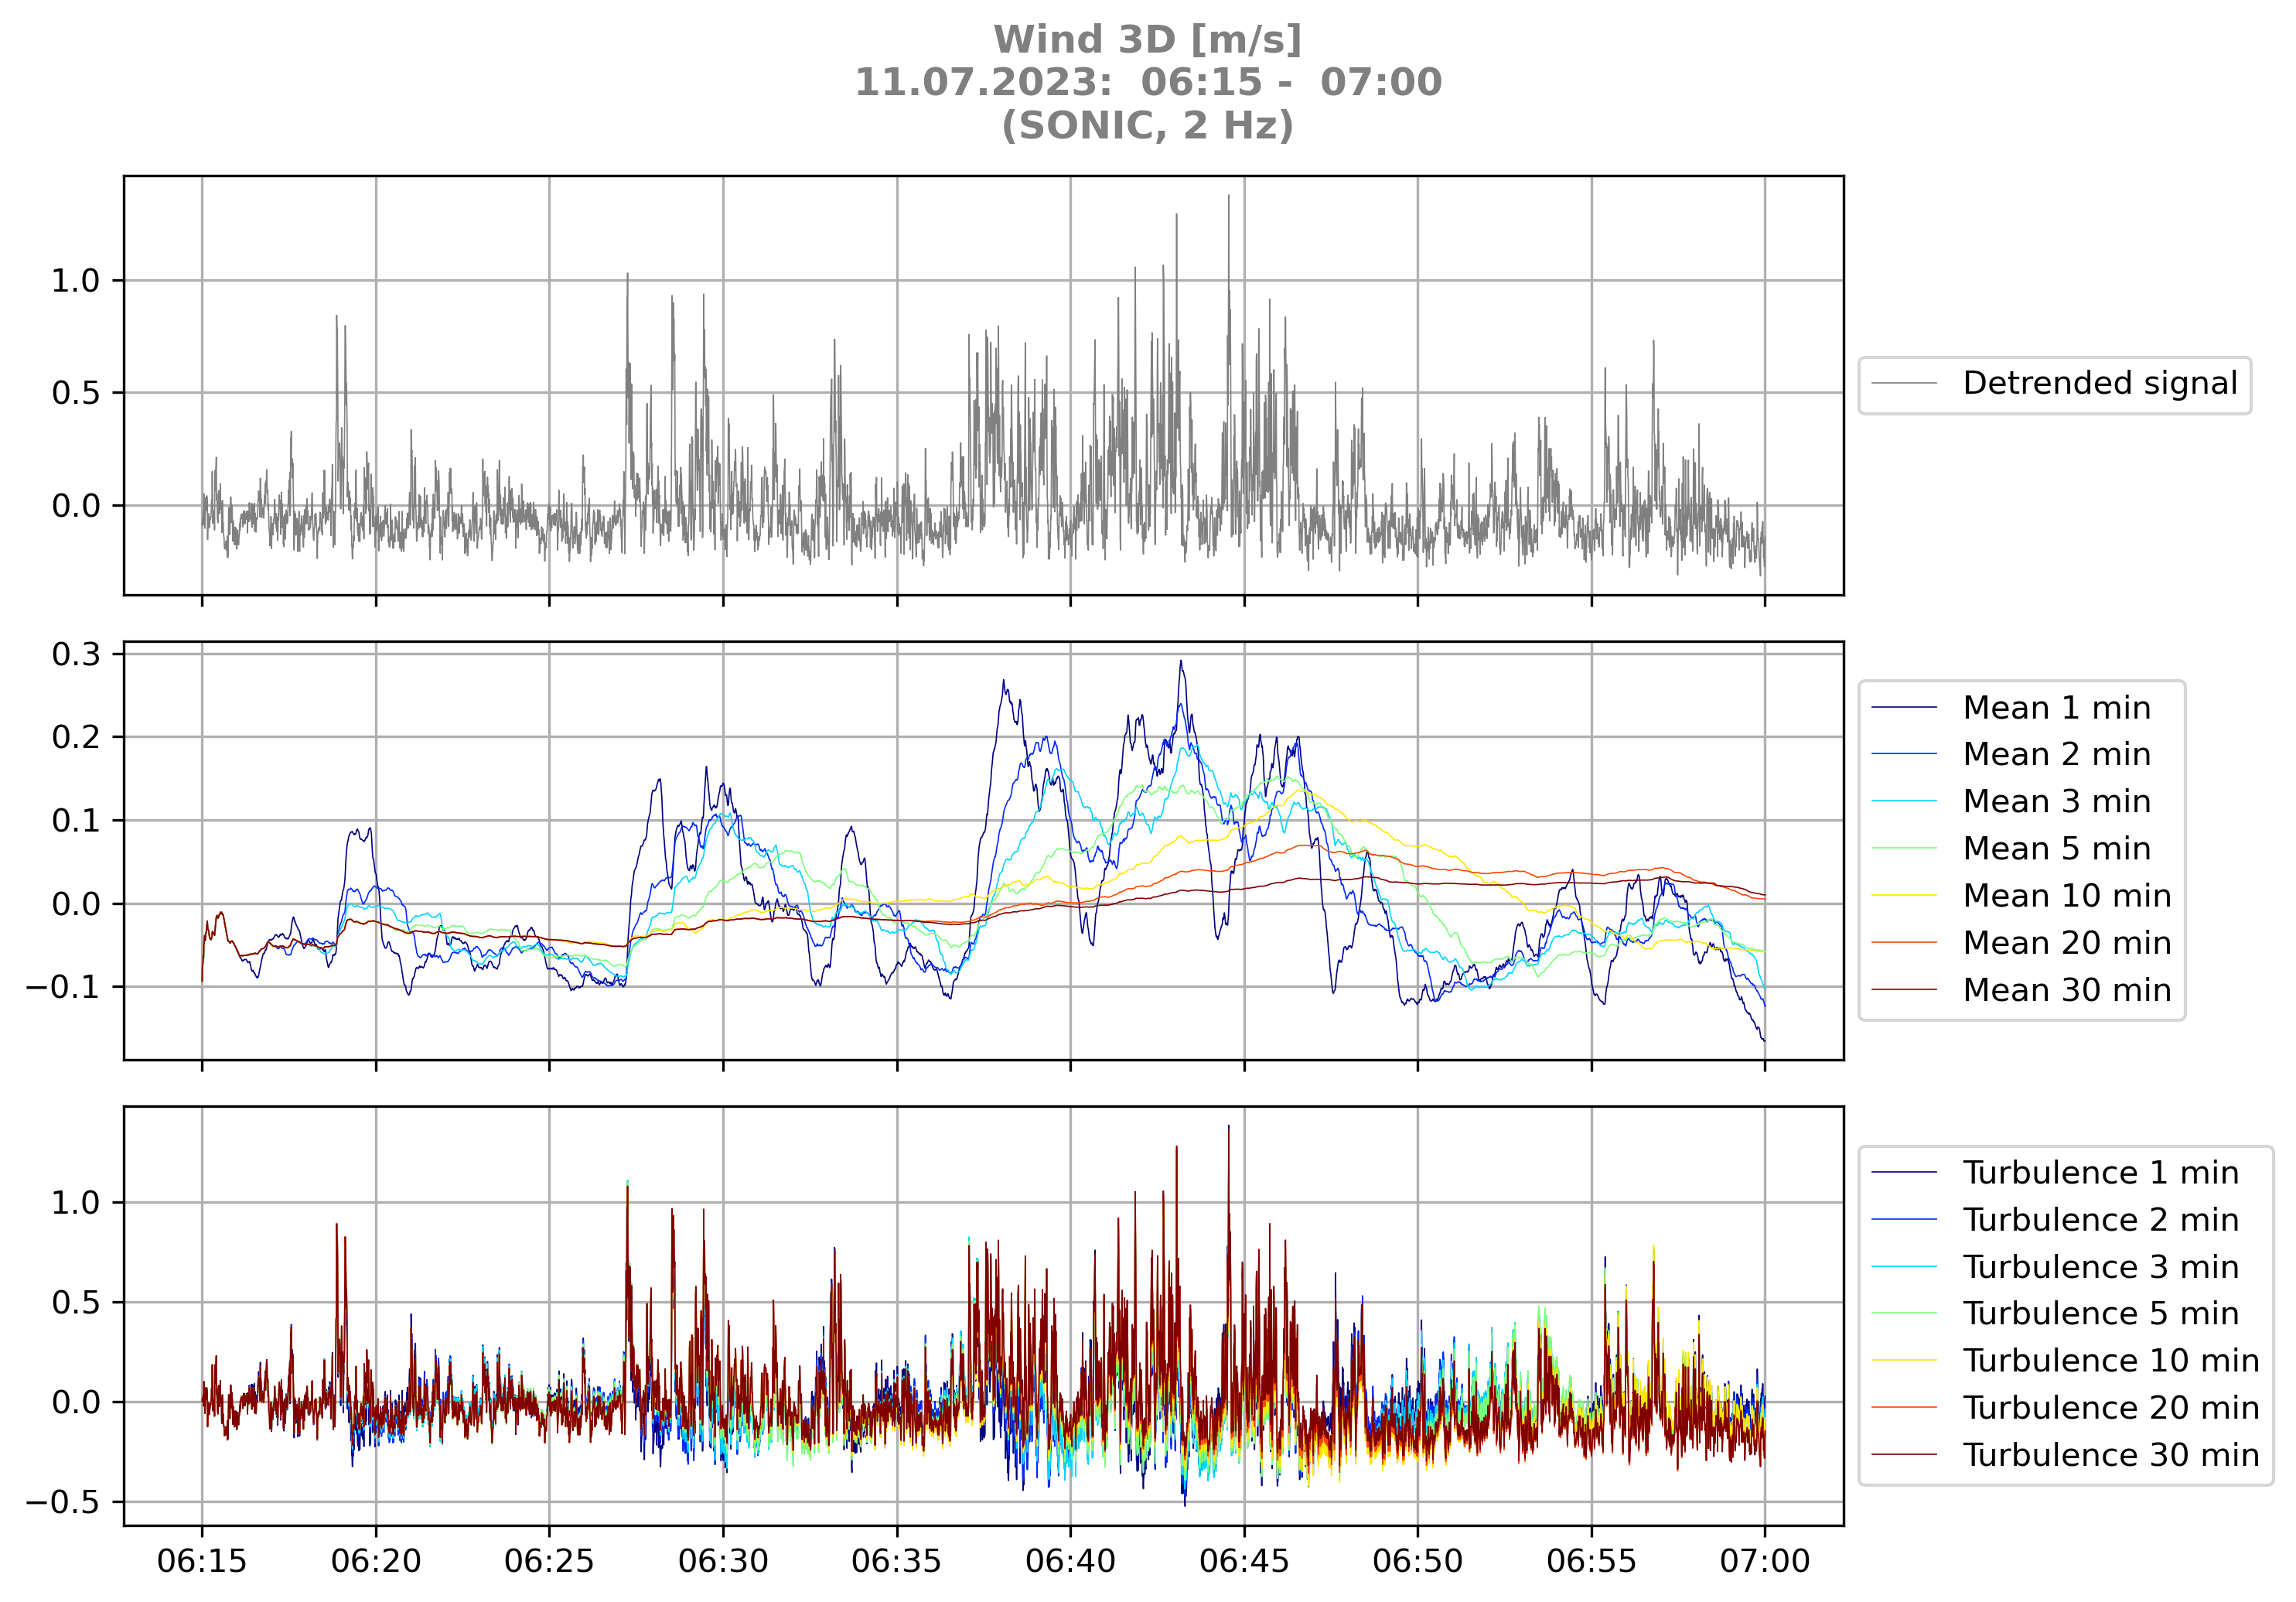 Wind 3D [m/s]
11.07.2023:  06:15 -  07:00
(SONIC, 2 Hz)
1.0
0.5
0.0
Detrended signal
0.3
0.2
0.1
0.0
−0.1
Mean 1 min
Mean 2 min
Mean 3 min
Mean 5 min
Mean 10 min
Mean 20 min
Mean 30 min
1.0
0.5
0.0
−0.5
Turbulence 1 min
Turbulence 2 min
Turbulence 3 min
Turbulence 5 min
Turbulence 10 min
Turbulence 20 min
Turbulence 30 min
06:15 06:20 06:25 06:30 06:35 06:40 06:45 06:50 06:55 07:00